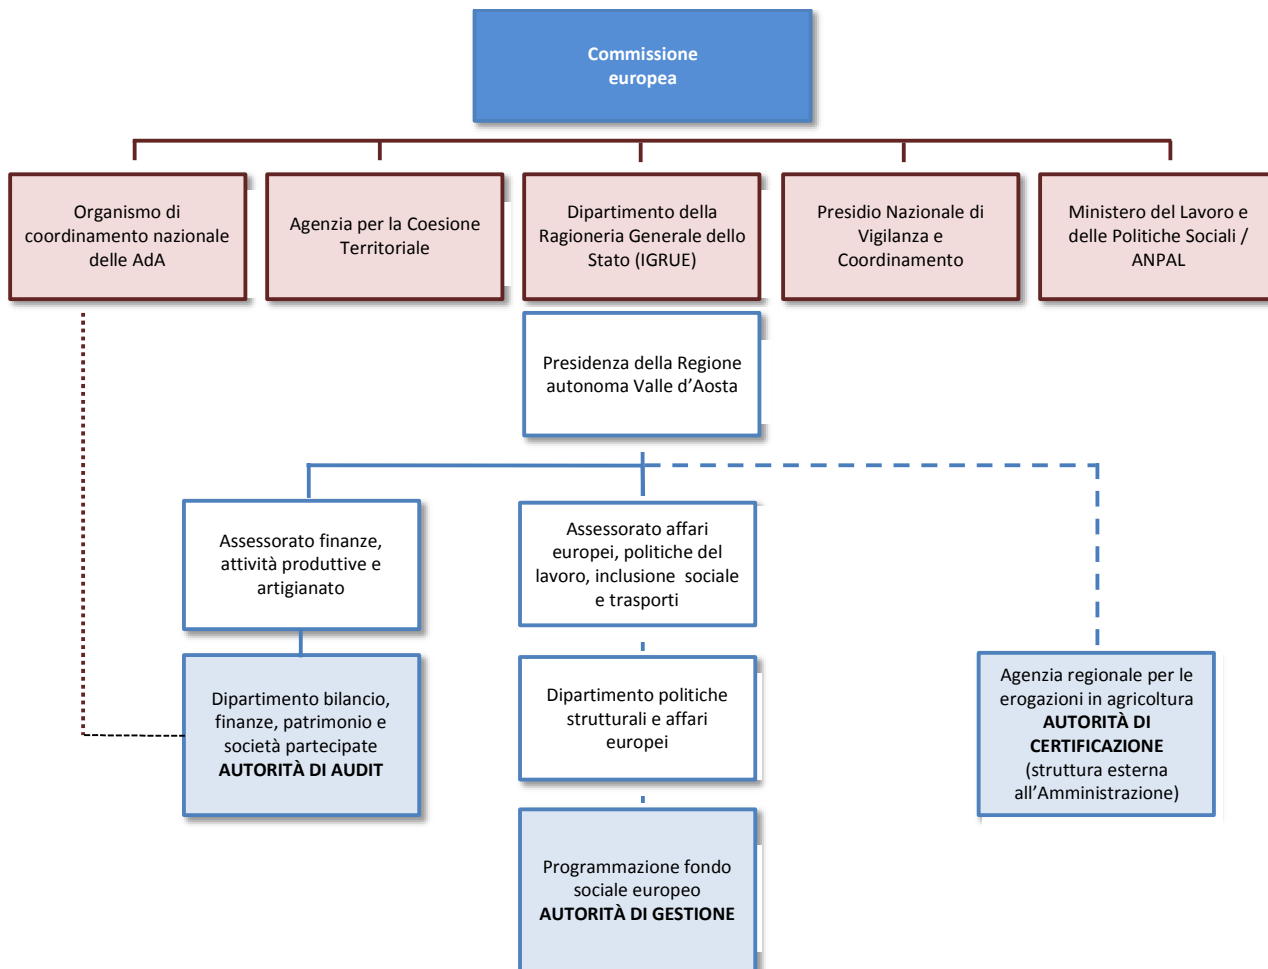 Commissione
europea
Organismo di
coordinamento nazionale
delle AdA
Agenzia per la Coesione
Territoriale
Dipartimento della
Ragioneria Generale dello
Stato (IGRUE)
Presidio Nazionale di
Vigilanza e
Coordinamento
Ministero del Lavoro e
delle Politiche Sociali /
ANPAL
Presidenza della Regione
autonoma Valle d’Aosta
Assessorato finanze,
attività produttive e
artigianato
Assessorato affari
europei, politiche del
lavoro, inclusione  sociale
e trasporti
Dipartimento bilancio,
finanze, patrimonio e
società partecipate
AUTORITÀ DI AUDIT
Dipartimento politiche
strutturali e affari
europei
Agenzia regionale per le
erogazioni in agricoltura
AUTORITÀ DI
CERTIFICAZIONE
(struttura esterna
all’Amministrazione)
Programmazione fondo
sociale europeo
AUTORITÀ DI GESTIONE